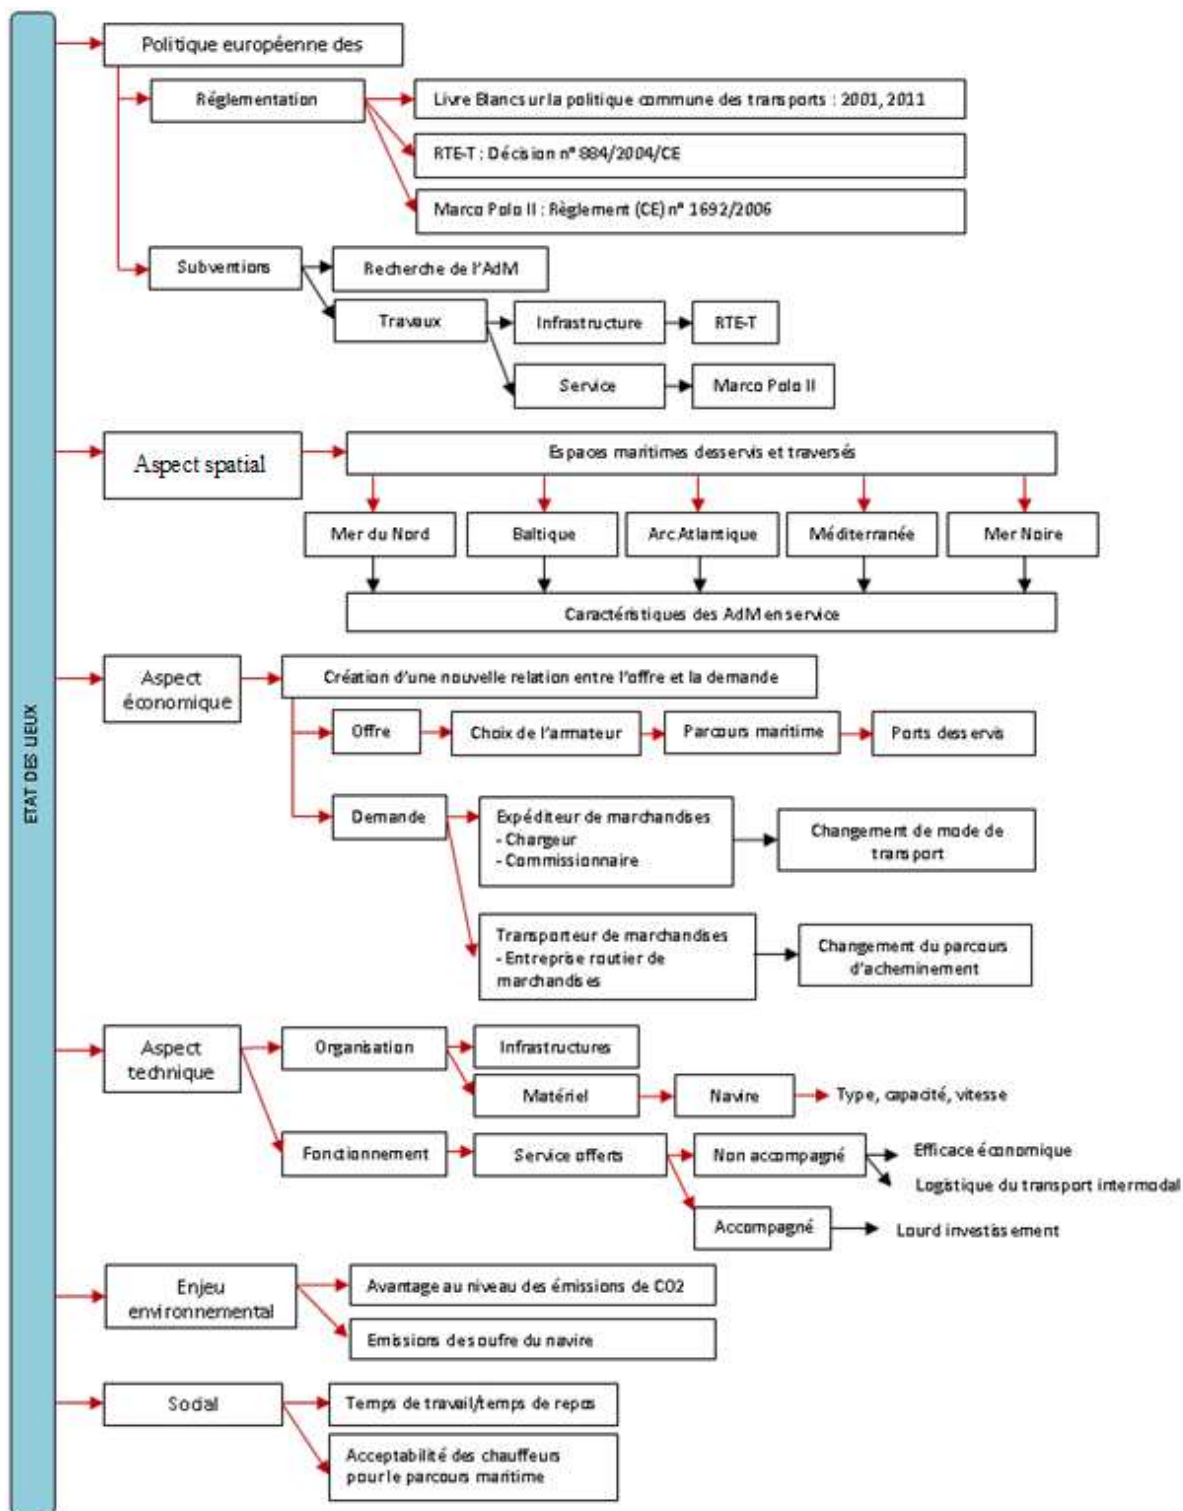 ETAT DES LIEUX
Politique européenne des
Réglementation
Livre Blanc sur la politique commune des transports : 2001, 2011
RTE-T : Décision n° 884/2004/CE
Marco Polo II : Règlement (CE) n° 1692/2006
Subventions
Recherche de l'AdM
Travaux
Infrastructure
RTE-T
Service
Marco Polo II
Aspect spatial
Espaces maritimes desservis et traversés
Mer du Nord
Baltique
Arc Atlantique
Méditerranée
Mer Noire
Caractéristiques des AdM en service
Aspect
économique
Création d'une nouvelle relation entre l'offre et la demande
Offre
Choix de l'armateur
Parcours maritime
Ports desservis
Demande
Expéditeur de marchandises
- Chargeur
- Commissionnaire
Changement de mode de
transport
Transporteur de marchandises
- Entreprise routier de
marchandises
Changement du parcours
d'acheminement
Aspect
technique
Organisation
Infrastructures
Matériel
Navire
Type, capacité, vitesse
Fonctionnement
Service offerts
Non accompagné
Efficace économique
Logistique du transport intermodal
Accompagné
Lourd investissement
Enjeu
environnemental
Avantage au niveau des émissions de CO2
Emissions de soufre du navire
Social
Temps de travail/temps de repos
Acceptabilité des chauffeurs
pour le parcours maritime